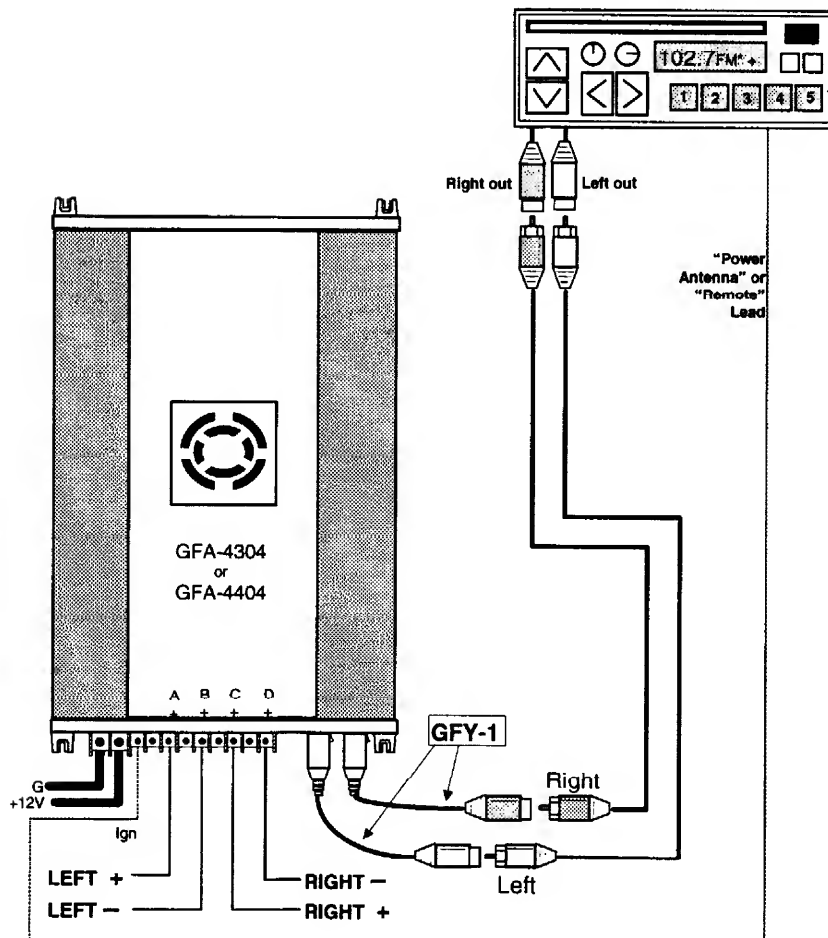 102.7FM* +
1 2 3 4 5
Right out
Left out
"Power
Antenna" or
"Remote"
Lead
GFA-4304
or
GFA-4404
A B C D
+ + + +
GFY-1
G
+12V
Ign
Right
Left
LEFT +
LEFT –
RIGHT –
RIGHT +